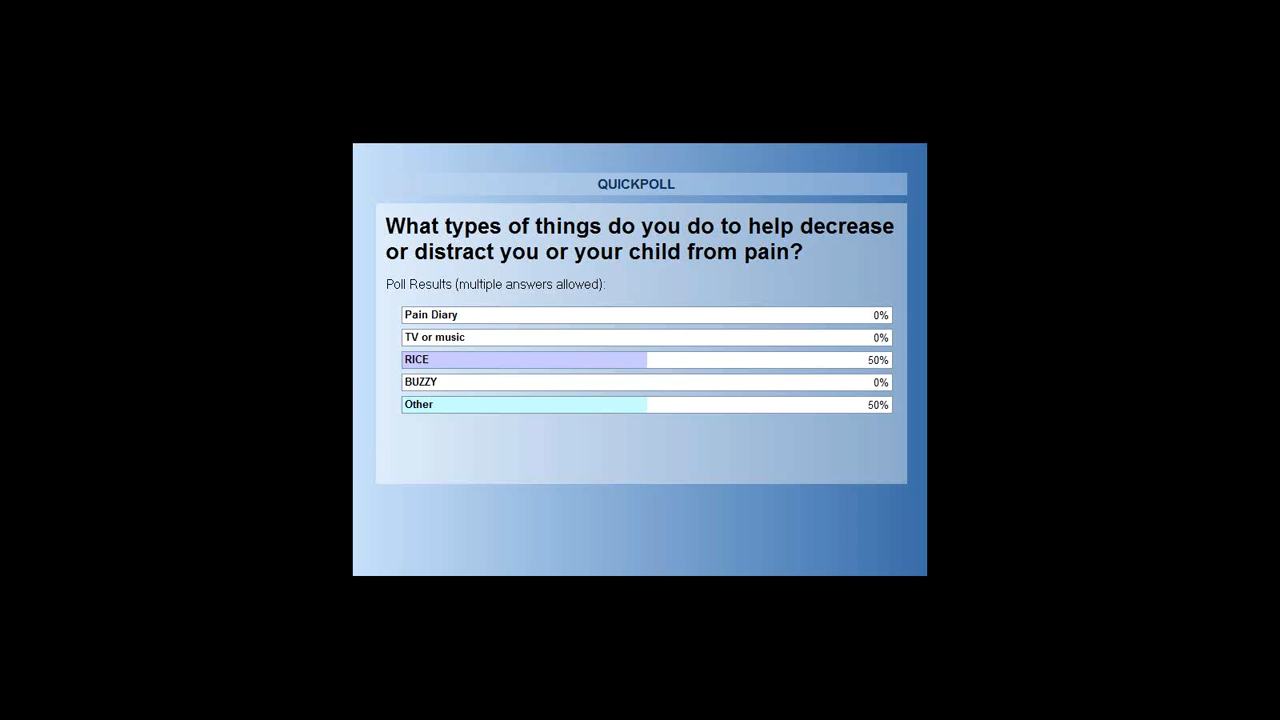 QUICKPOLL
What types of things do you do to help decrease
or distract you or your child from pain?
Poll Results (multiple answers allowed):
Pain Diary 0%
TV or music 0%
RICE 50%
BUZZY 0%
Other 50%